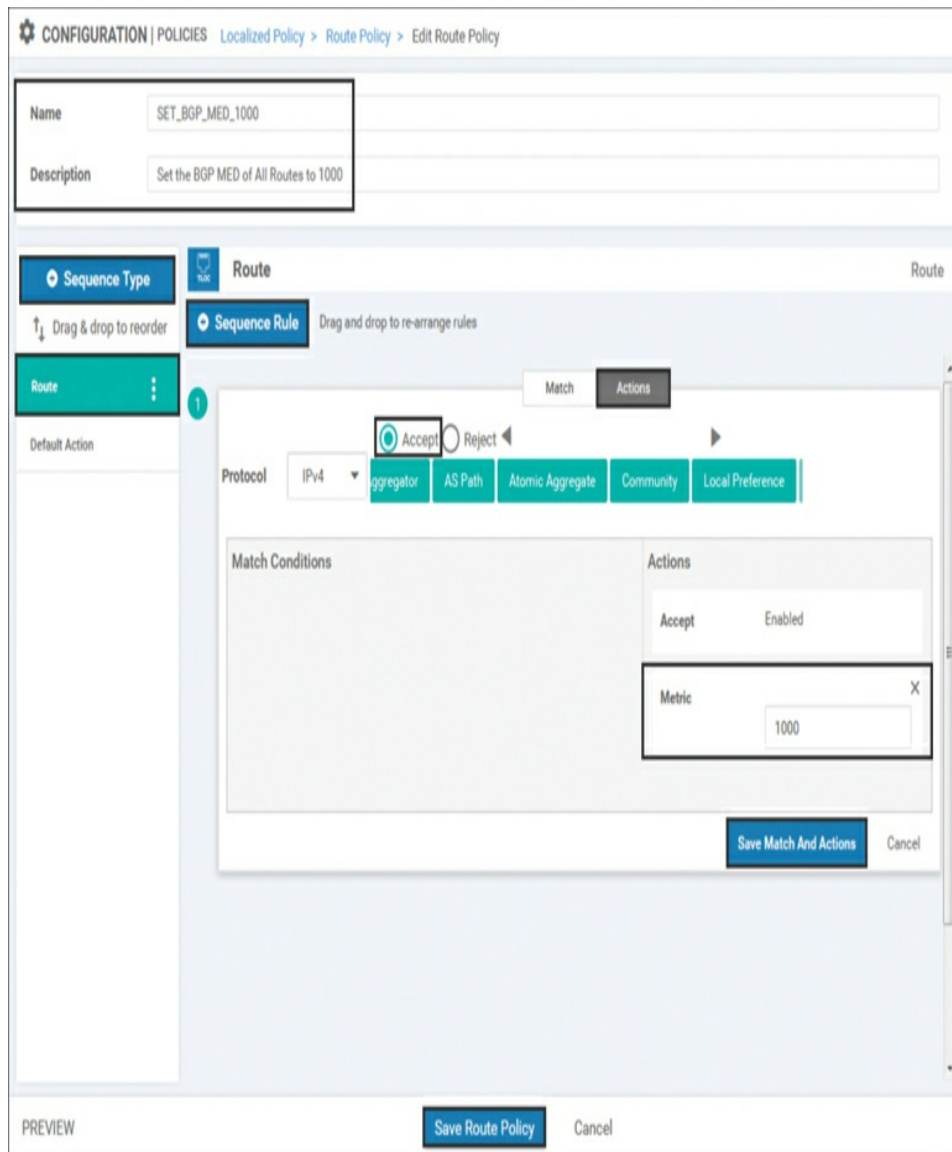 CONFIGURATION | POLICIES Localized Policy > Route Policy > Edit Route Policy
Name SET_BGP_MED_1000
Description Set the BGP MED of All Routes to 1000
Sequence Type
Drag & drop to reorder
Route
Default Action
TLOC
Route
Route
Sequence Rule Drag and drop to re-arrange rules
1
Match Actions
Accept Reject
Protocol IPv4 ggregator AS Path Atomic Aggregate Community Local Preference
Match Conditions
Actions
Accept Enabled
Metric X
1000
Save Match And Actions Cancel
PREVIEW Save Route Policy Cancel